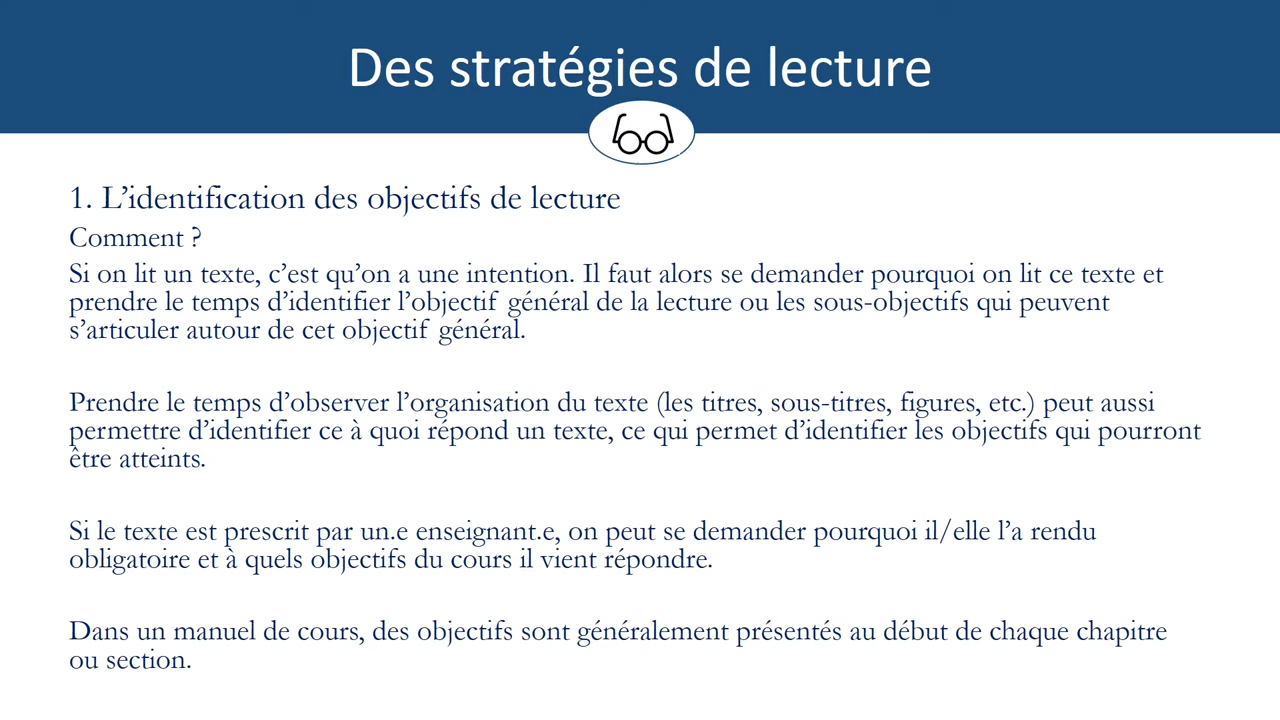 Des stratégies de lecture
1. L’identification des objectifs de lecture
Comment ?
Si on lit un texte, c’est qu’on a une intention. Il faut alors se demander pourquoi on lit ce texte et
prendre le temps d’identifier l’objectif général de la lecture ou les sous-objectifs qui peuvent
s’articuler autour de cet objectif général.
Prendre le temps d’observer l’organisation du texte (les titres, sous-titres, figures, etc.) peut aussi
permettre d’identifier ce à quoi répond un texte, ce qui permet d’identifier les objectifs qui pourront
être atteints.
Si le texte est prescrit par un.e enseignant.e, on peut se demander pourquoi il/elle l’a rendu
obligatoire et à quels objectifs du cours il vient répondre.
Dans un manuel de cours, des objectifs sont généralement présentés au début de chaque chapitre
ou section.